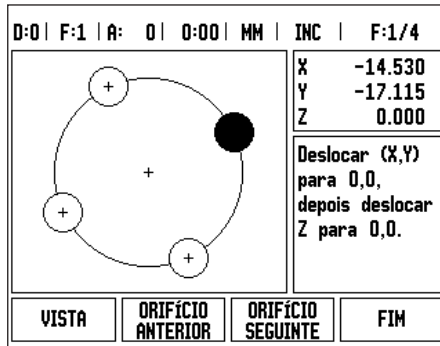 D:0| F:1 |A: 0| 0:00| MM | INC | F:1/4
X -14.530
Y -17.115
Z 0.000
Deslocar (X,Y)
para 0,0,
depois deslocar
Z para 0,0.
VISTA
ORIFÍCIO
ANTERIOR
ORIFÍCIO
SEGUINTE
FIM